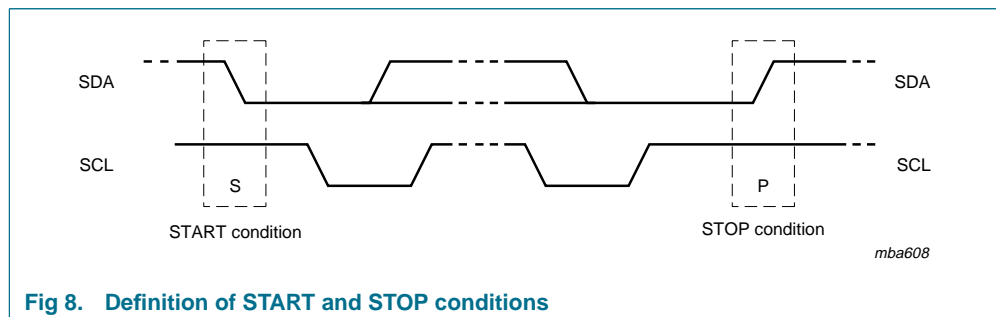 SDA
SDA
SCL
SCL
S
P
START condition
STOP condition
mba608
Fig 8. Definition of START and STOP conditions